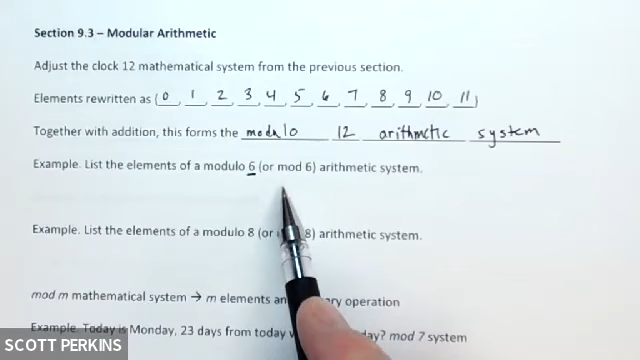 Section 9.3 – Modular Arithmetic
Adjust the clock 12 mathematical system from the previous section.
Elements rewritten as { 0, 1, 2, 3, 4, 5, 6, 7, 8, 9, 10, 11 }
Together with addition, this forms the modulo 12 arithmetic system
Example. List the elements of a modulo 6 (or mod 6) arithmetic system.
Example. List the elements of a modulo 8 (or 8) arithmetic system.
mod m mathematical system → m elements an operation
Example. Today is Monday, 23 days from today day? mod 7 system
SCOTT PERKINS